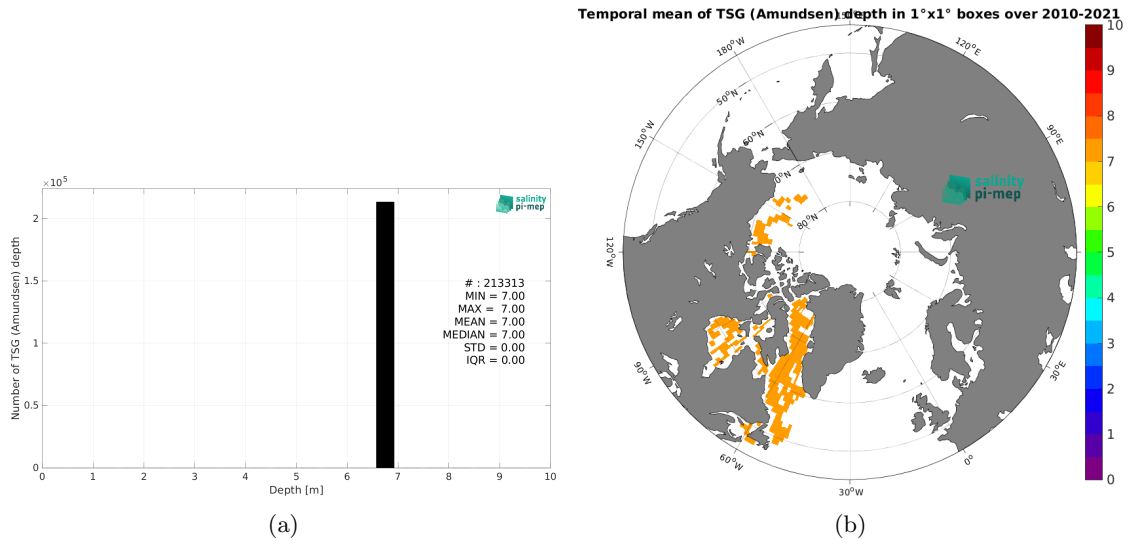 ×10⁵
2
1.5
1
0.5
0
Number of TSG (Amundsen) depth
salinity
pi-mep
# : 213313
MIN = 7.00
MAX = 7.00
MEAN = 7.00
MEDIAN = 7.00
STD = 0.00
IQR = 0.00
0 1 2 3 4 5 6 7 8 9 10
Depth [m]
(a)
Temporal mean of TSG (Amundsen) depth in 1°x1° boxes over 2010-2021
180°W
120°E
150°W
50°N
60°N
90°E
0°N
80°N
salinity
pi-mep
120°W
90°W
30°E
60°W
0°
30°W
10
9
8
7
6
5
4
3
2
1
0
(b)